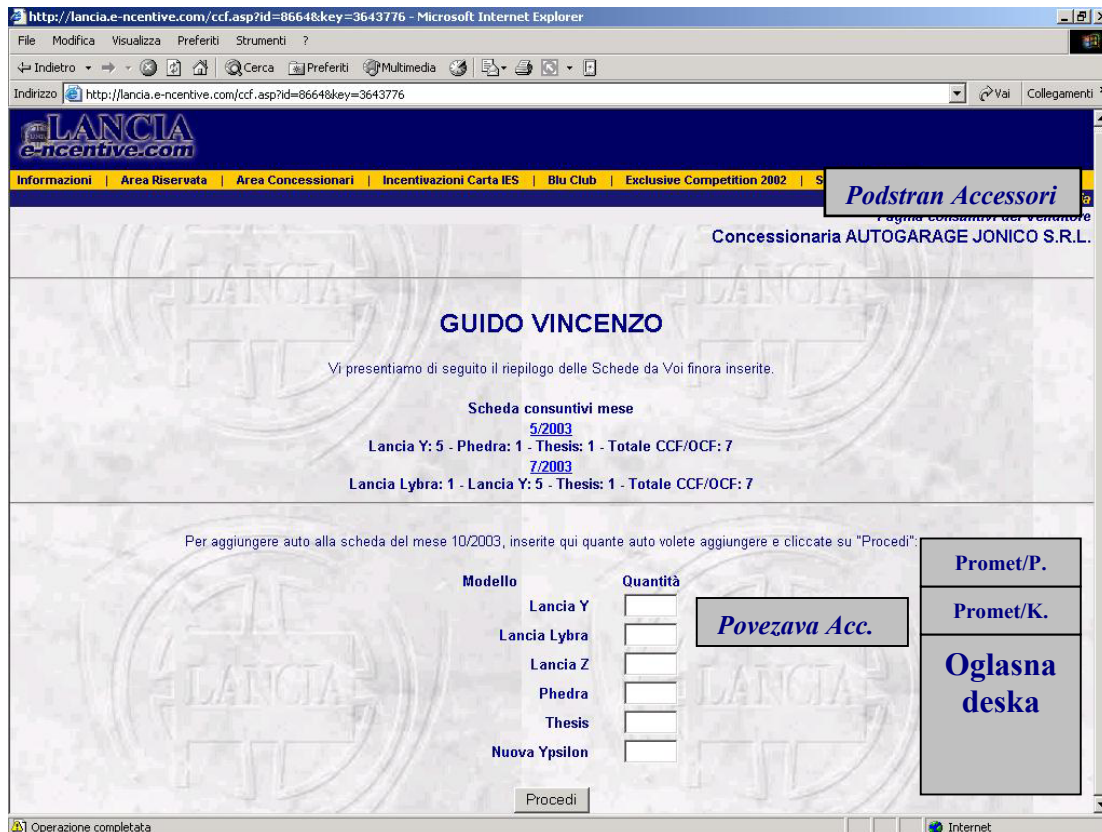 http://lancia.e-ncentive.com/ccf.asp?id=8664&key=3643776 - Microsoft Internet Explorer
File Modifica Visualizza Preferiti Strumenti ?
Indietro Cerca Preferiti Multimedia
Indirizzo http://lancia.e-ncentive.com/ccf.asp?id=8664&key=3643776 Vai Collegamenti
LANCIA
e-ncentive.com
Informazioni | Area Riservata | Area Concessionari | Incentivazioni Carta IES | Blu Club | Exclusive Competition 2002 |
Podstran Accessori
Concessionaria AUTOGARAGE JONICO S.R.L.
GUIDO VINCENZO
Vi presentiamo di seguito il riepilogo delle Schede da Voi finora inserite.
Scheda consuntivi mese
5/2003
Lancia Y: 5 - Phedra: 1 - Thesis: 1 - Totale CCF/OCF: 7
7/2003
Lancia Lybra: 1 - Lancia Y: 5 - Thesis: 1 - Totale CCF/OCF: 7
Per aggiungere auto alla scheda del mese 10/2003, inserite qui quante auto volete aggiungere e cliccate su "Procedi":
Modello Quantità
Lancia Y
Lancia Lybra
Lancia Z
Phedra
Thesis
Nuova Ypsilon
Procedi
Povezava Acc.
Promet/P.
Promet/K.
Oglasna
deska
Operazione completata Internet